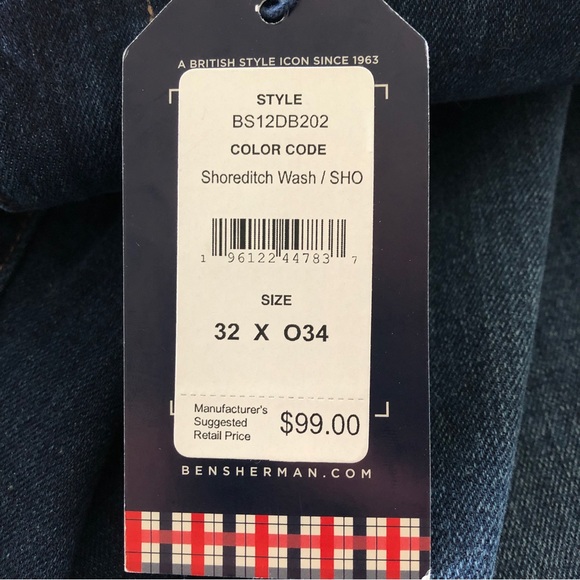 A BRITISH STYLE ICON SINCE 1963
STYLE
BS12DB202
COLOR CODE
Shoreditch Wash / SHO
1 96122 44783 7
SIZE
32 X O34
Manufacturer's
Suggested
Retail Price
$99.00
BENSHERMAN.COM